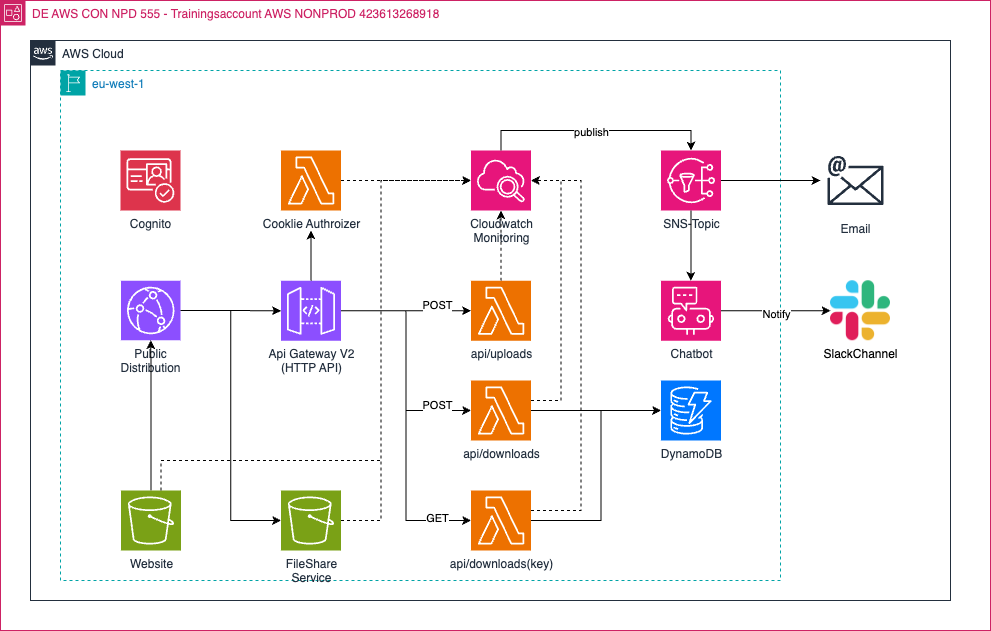 DE AWS CON NPD 555 - Trainingsaccount AWS NONPROD 423613268918
aws
AWS Cloud
eu-west-1
publish
@
Cognito
Cooklie Authroizer
Cloudwatch
Monitoring
SNS-Topic
Email
POST
</>
Notify
Public
Distribution
Api Gateway V2
(HTTP API)
api/uploads
Chatbot
SlackChannel
POST
api/downloads
DynamoDB
GET
Website
FileShare
Service
api/downloads(key)